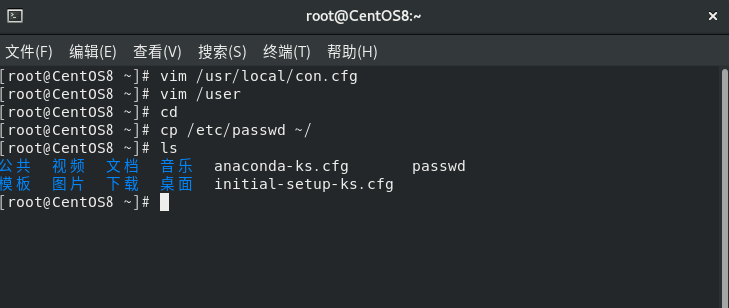 root@CentOS8:~
文件(F) 编辑(E) 查看(V) 搜索(S) 终端(T) 帮助(H)
[root@CentOS8 ~]# vim /usr/local/con.cfg
[root@CentOS8 ~]# vim /user
[root@CentOS8 ~]# cd
[root@CentOS8 ~]# cp /etc/passwd ~/
[root@CentOS8 ~]# ls
公共 视频 文档 音乐 anaconda-ks.cfg passwd
模板 图片 下载 桌面 initial-setup-ks.cfg
[root@CentOS8 ~]#